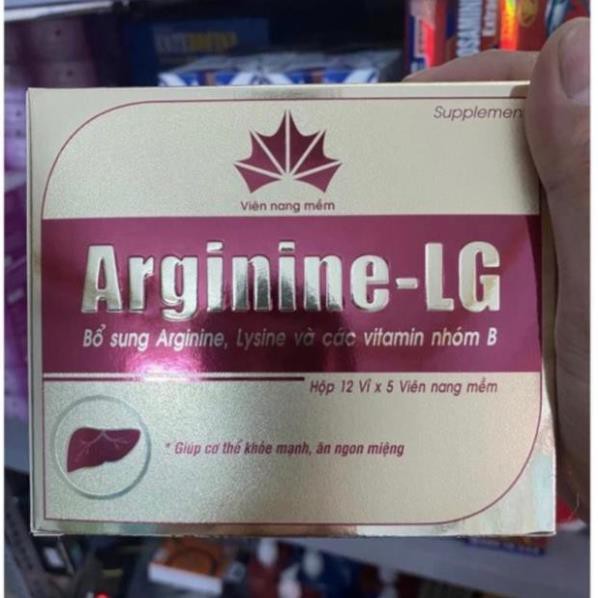 Supplement
Viên nang mềm
Arginine-LG
Bổ sung Arginine, Lysine và các vitamin nhóm B
Hộp 12 Vỉ x 5 Viên nang mềm
* Giúp cơ thể khỏe mạnh, ăn ngon miệng